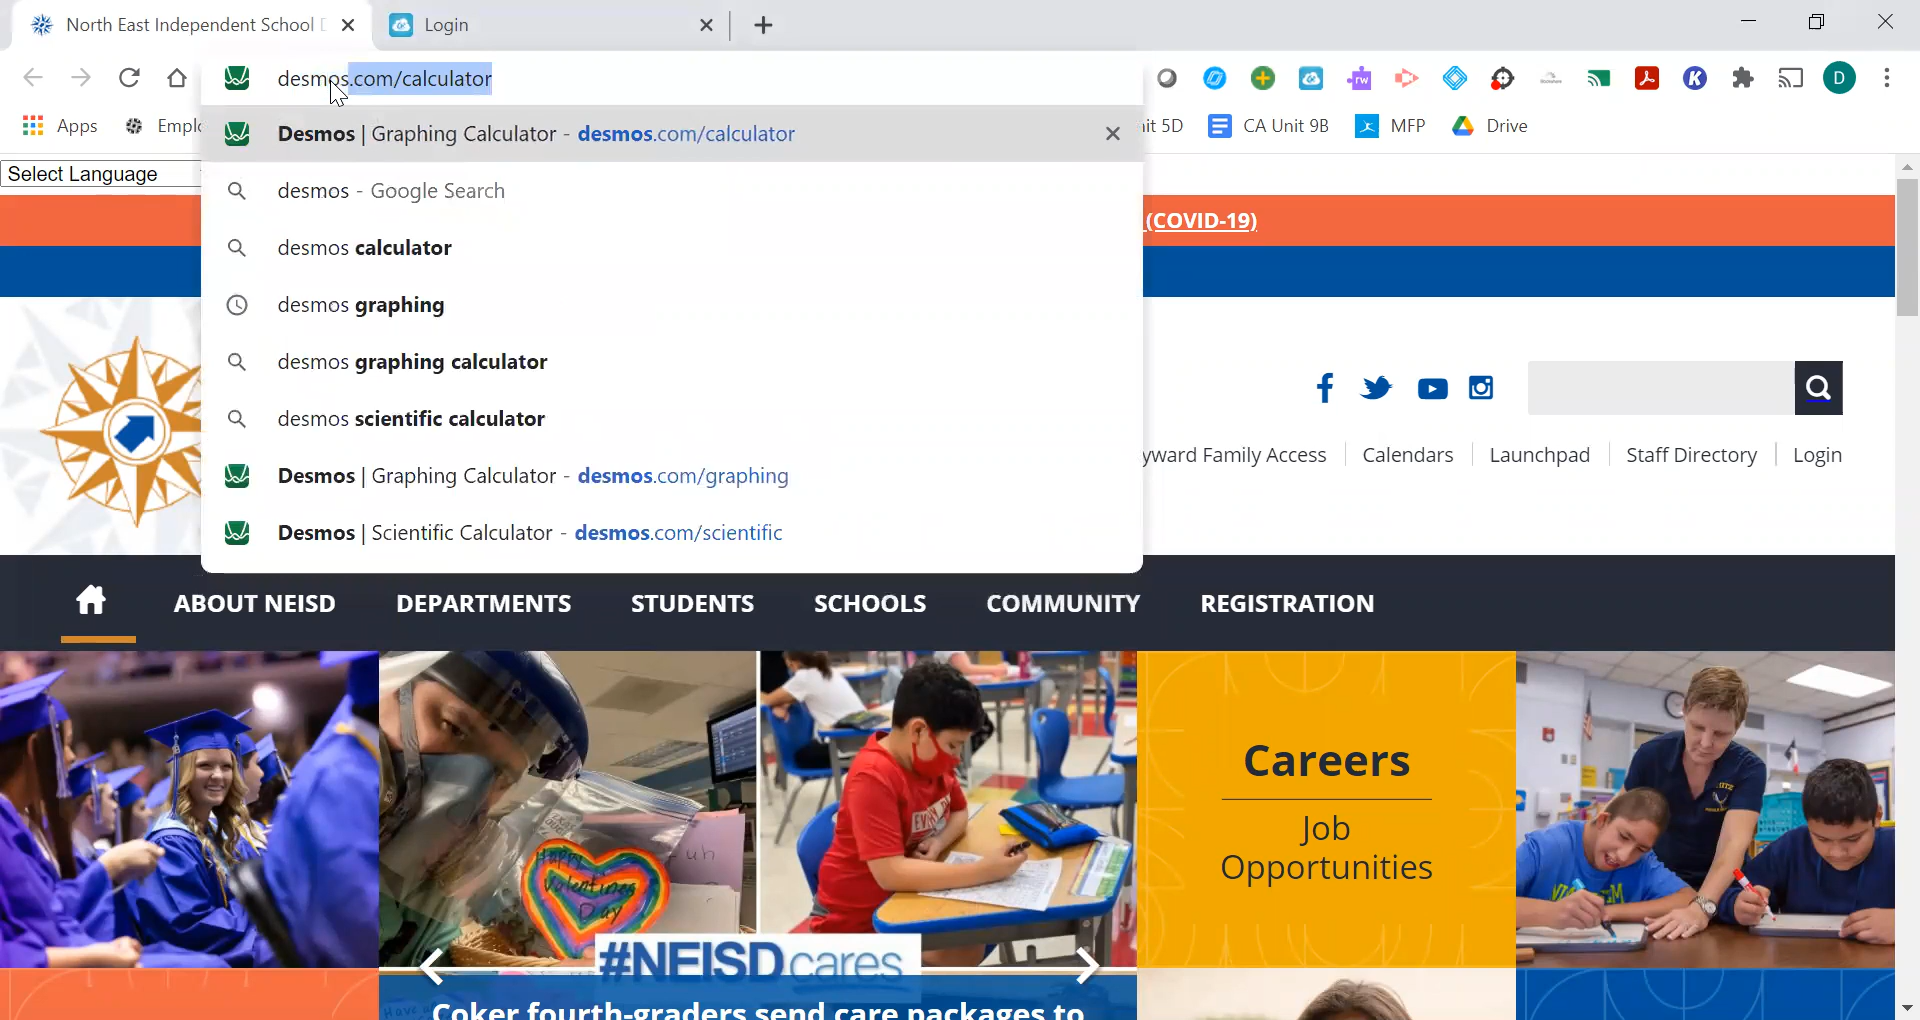 North East Independent School
Login
desmos.com/calculator
D
Apps
Emplo
Desmos | Graphing Calculator - desmos.com/calculator
it 5D
CA Unit 9B
MFP
Drive
Select Language
desmos - Google Search
(COVID-19)
desmos calculator
desmos graphing
desmos graphing calculator
desmos scientific calculator
yward Family Access
Calendars
Launchpad
Staff Directory
Login
Desmos | Graphing Calculator - desmos.com/graphing
Desmos | Scientific Calculator - desmos.com/scientific
ABOUT NEISD
DEPARTMENTS
STUDENTS
SCHOOLS
COMMUNITY
REGISTRATION
Happy
Valentines
Day
#NEISDcares
Coker fourth-graders send care packages to
Careers
Job
Opportunities